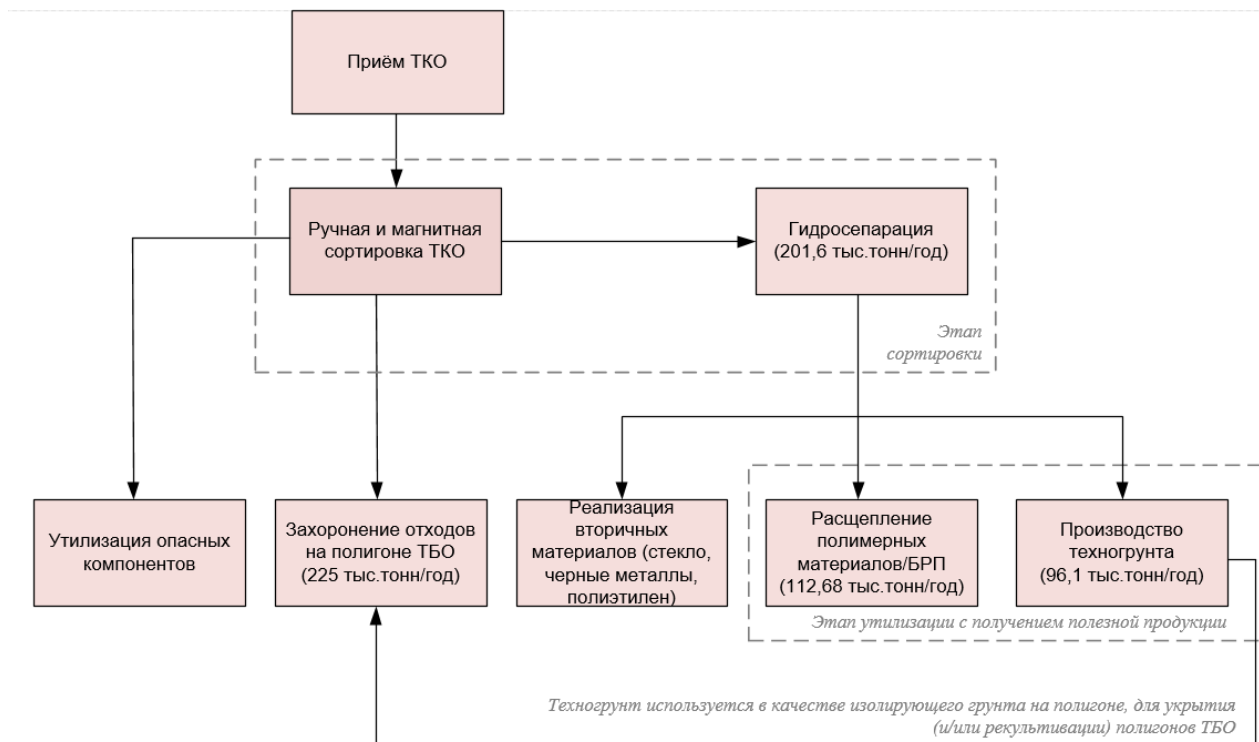 Приём ТКО
Ручная и магнитная
сортировка ТКО
Гидросепарация
(201,6 тыс.тонн/год)
Этап
сортировки
Утилизация опасных
компонентов
Захоронение отходов
на полигоне ТБО
(225 тыс.тонн/год)
Реализация
вторичных
материалов (стекло,
черные металлы,
полиэтилен)
Расщепление
полимерных
материалов/БРП
(112,68 тыс.тонн/год)
Производство
техногрунта
(96,1 тыс.тонн/год)
Этап утилизации с получением полезной продукции
Техногрунт используется в качестве изолирующего грунта на полигоне, для укрытия
(и/или рекультивации) полигонов ТБО